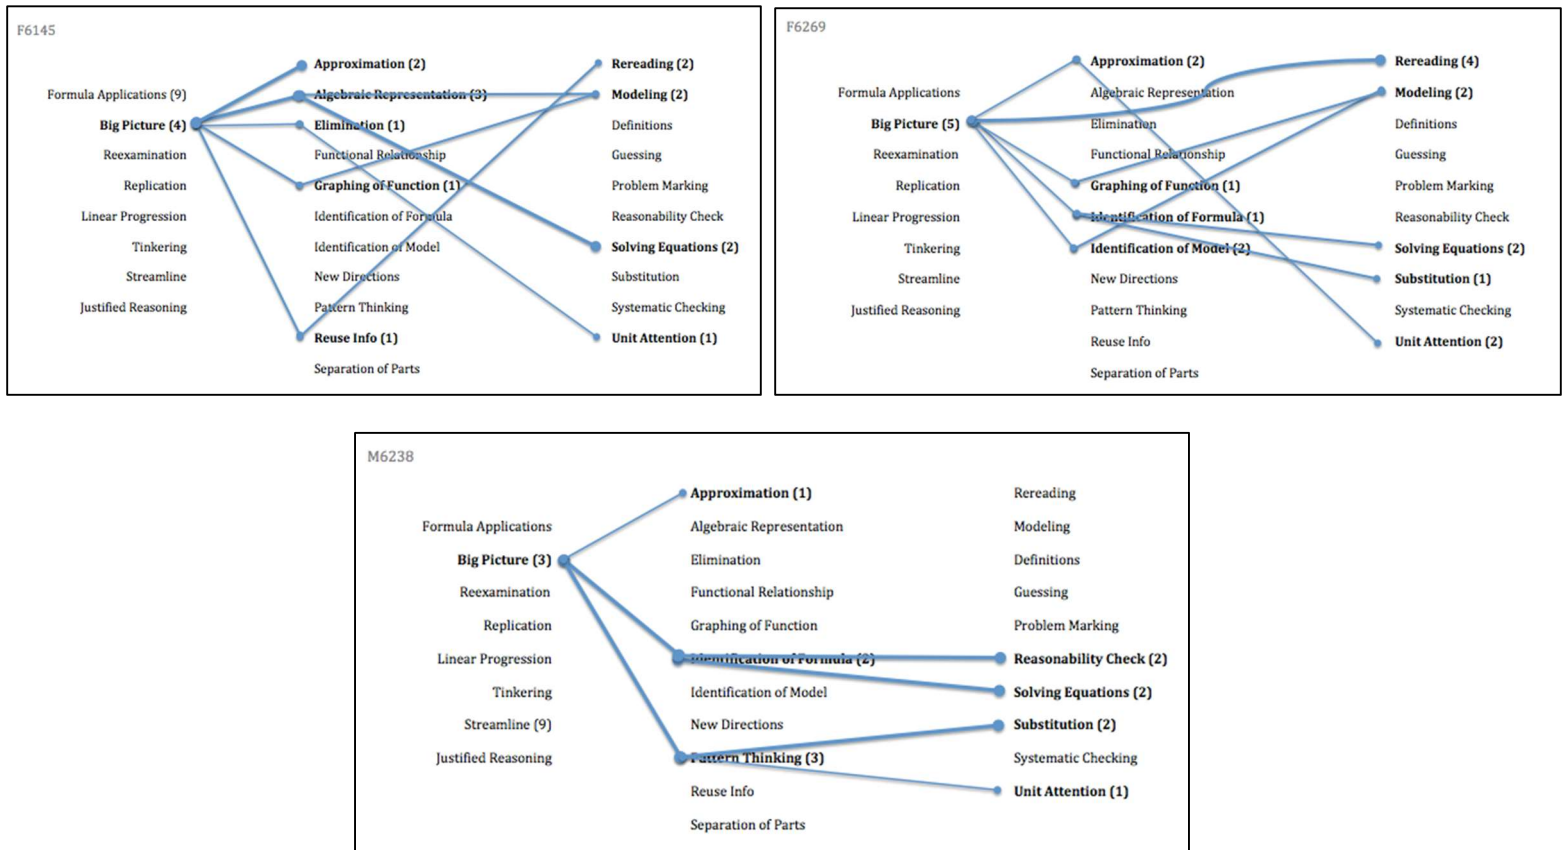 F6145
Formula Applications (9)
Big Picture (4)
Reexamination
Replication
Linear Progression
Tinkering
Streamline
Justified Reasoning
Approximation (2)
Algebraic Representation (3)
Elimination (1)
Functional Relationship
Graphing of Function (1)
Identification of Formula
Identification of Model
New Directions
Pattern Thinking
Reuse Info (1)
Separation of Parts
Rereading (2)
Modeling (2)
Definitions
Guessing
Problem Marking
Reasonability Check
Solving Equations (2)
Substitution
Systematic Checking
Unit Attention (1)
F6269
Formula Applications
Big Picture (5)
Reexamination
Replication
Linear Progression
Tinkering
Streamline
Justified Reasoning
Approximation (2)
Algebraic Representation
Elimination
Functional Relationship
Graphing of Function (1)
Identification of Formula (1)
Identification of Model (2)
New Directions
Pattern Thinking
Reuse Info
Separation of Parts
Rereading (4)
Modeling (2)
Definitions
Guessing
Problem Marking
Reasonability Check
Solving Equations (2)
Substitution (1)
Systematic Checking
Unit Attention (2)
M6238
Formula Applications
Big Picture (3)
Reexamination
Replication
Linear Progression
Tinkering
Streamline (9)
Justified Reasoning
Approximation (1)
Algebraic Representation
Elimination
Functional Relationship
Graphing of Function
Identification of Formula (2)
Identification of Model
New Directions
Pattern Thinking (3)
Reuse Info
Separation of Parts
Rereading
Modeling
Definitions
Guessing
Problem Marking
Reasonability Check (2)
Solving Equations (2)
Substitution (2)
Systematic Checking
Unit Attention (1)